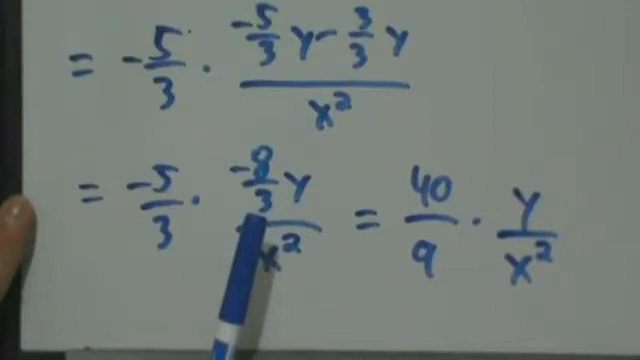 = -5/3 · (-5/3 y - 3/3 y)/x²
= -5/3 · (-8/3 y)/x² = 40/9 · y/x²